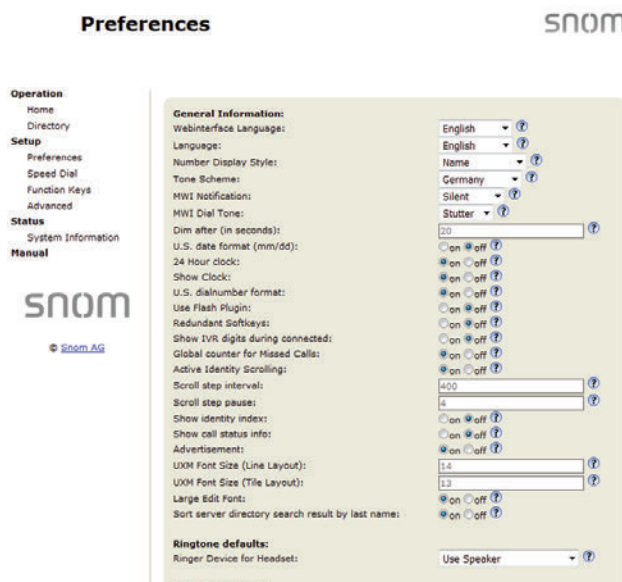 Preferences
snom
Operation
Home
Directory
Setup
Preferences
Speed Dial
Function Keys
Advanced
Status
System Information
Manual
snom
© Snom AG
General Information:
Webinterface Language: English ?
Language: English ?
Number Display Style: Name ?
Tone Scheme: Germany ?
MWI Notification: Silent ?
MWI Dial Tone: Stutter ?
Dim after (in seconds): 20 ?
U.S. date format (mm/dd): on off ?
24 Hour clock: on off ?
Show Clock: on off ?
U.S. dialnumber format: on off ?
Use Flash Plugin: on off ?
Redundant Softkeys: on off ?
Show IVR digits during connected: on off ?
Global counter for Missed Calls: on off ?
Active Identity Scrolling: on off ?
Scroll step interval: 400 ?
Scroll step pause: 4 ?
Show identity index: on off ?
Show call status info: on off ?
Advertisement: on off ?
UXM Font Size (Line Layout): 14 ?
UXM Font Size (Tile Layout): 13 ?
Large Edit Font: on off ?
Sort server directory search result by last name: on off ?
Ringtone defaults:
Ringer Device for Headset: Use Speaker ?